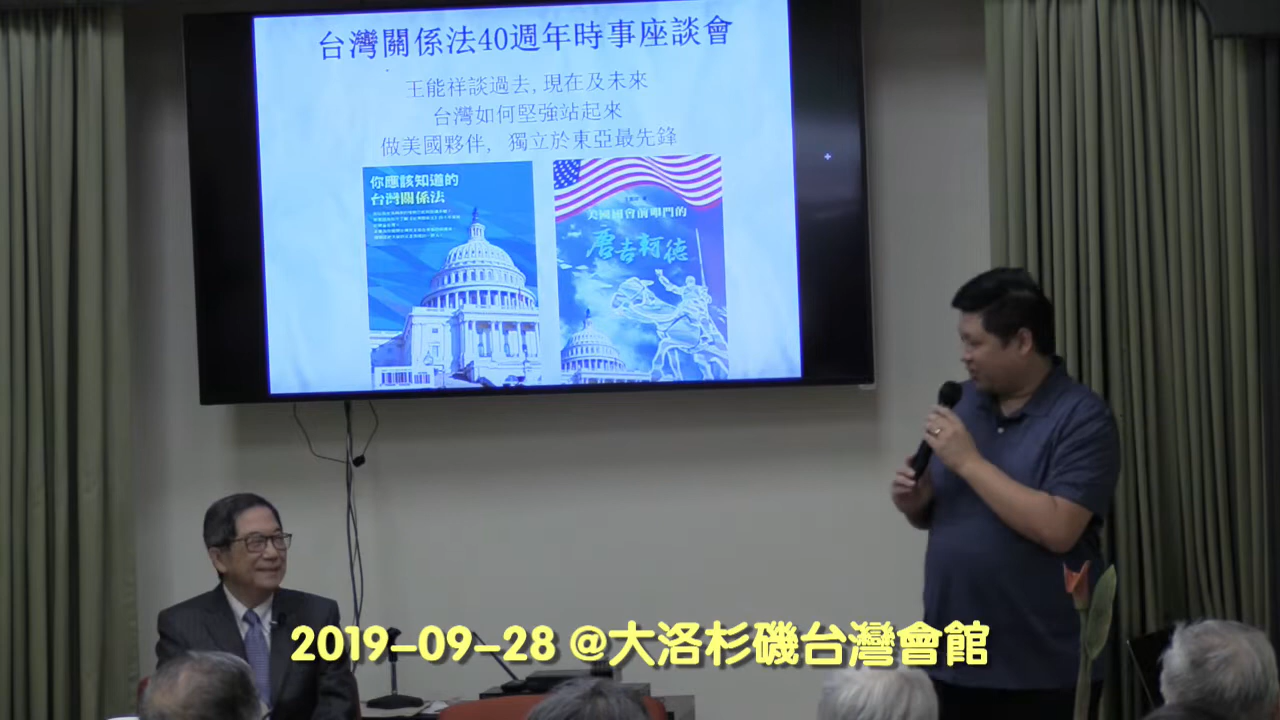 台灣關係法40週年時事座談會
王能祥談過去, 現在及未來
台灣如何堅強站起來
做美國夥伴, 獨立於東亞最先鋒
你應該知道的
台灣關係法
美國國會前叩門的
唐吉軻德
2019-09-28 @大洛杉磯台灣會館